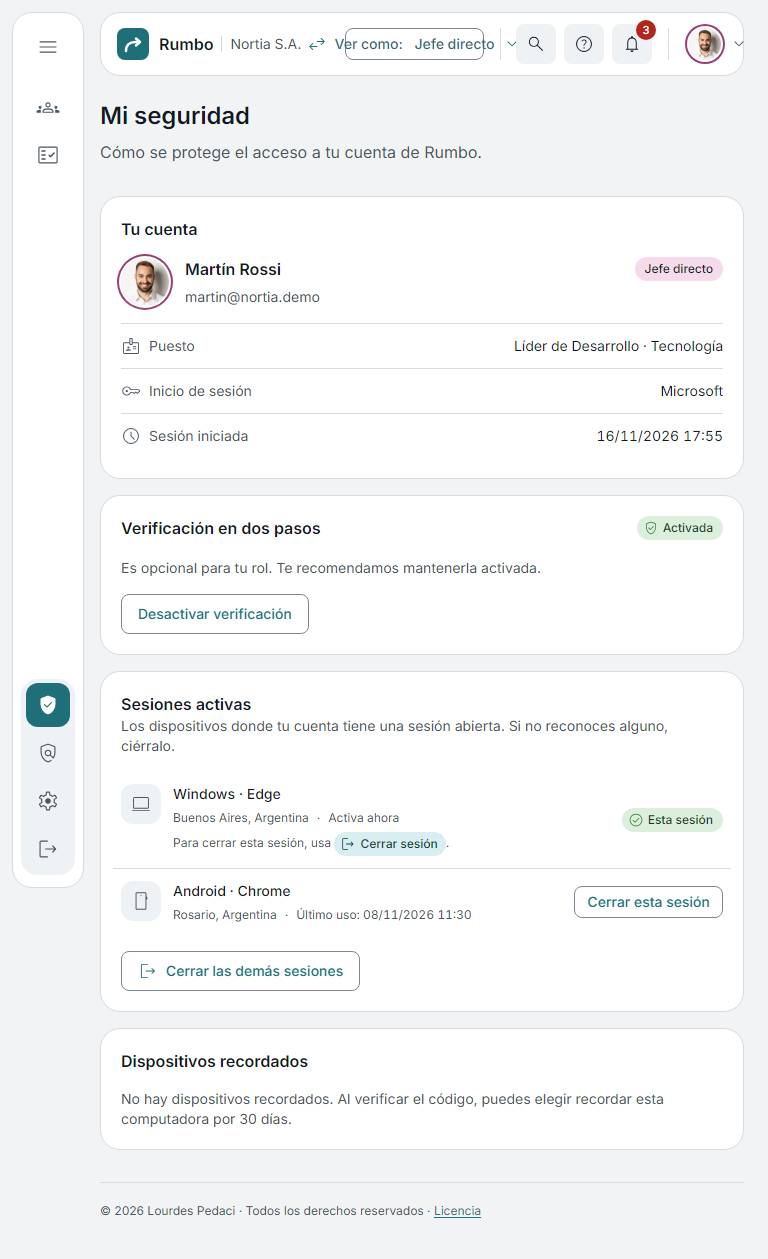 Rumbo
Nortia S.A.
Ver como: Jefe directo
3
Mi seguridad
Cómo se protege el acceso a tu cuenta de Rumbo.
Tu cuenta
Martín Rossi
martin@nortia.demo
Jefe directo
Puesto
Líder de Desarrollo · Tecnología
Inicio de sesión
Microsoft
Sesión iniciada
16/11/2026 17:55
Verificación en dos pasos
Activada
Es opcional para tu rol. Te recomendamos mantenerla activada.
Desactivar verificación
Sesiones activas
Los dispositivos donde tu cuenta tiene una sesión abierta. Si no reconoces alguno,
ciérralo.
Windows · Edge
Buenos Aires, Argentina · Activa ahora
Para cerrar esta sesión, usa Cerrar sesión.
Esta sesión
Android · Chrome
Rosario, Argentina · Último uso: 08/11/2026 11:30
Cerrar esta sesión
Cerrar las demás sesiones
Dispositivos recordados
No hay dispositivos recordados. Al verificar el código, puedes elegir recordar esta
computadora por 30 días.
© 2026 Lourdes Pedaci · Todos los derechos reservados · Licencia